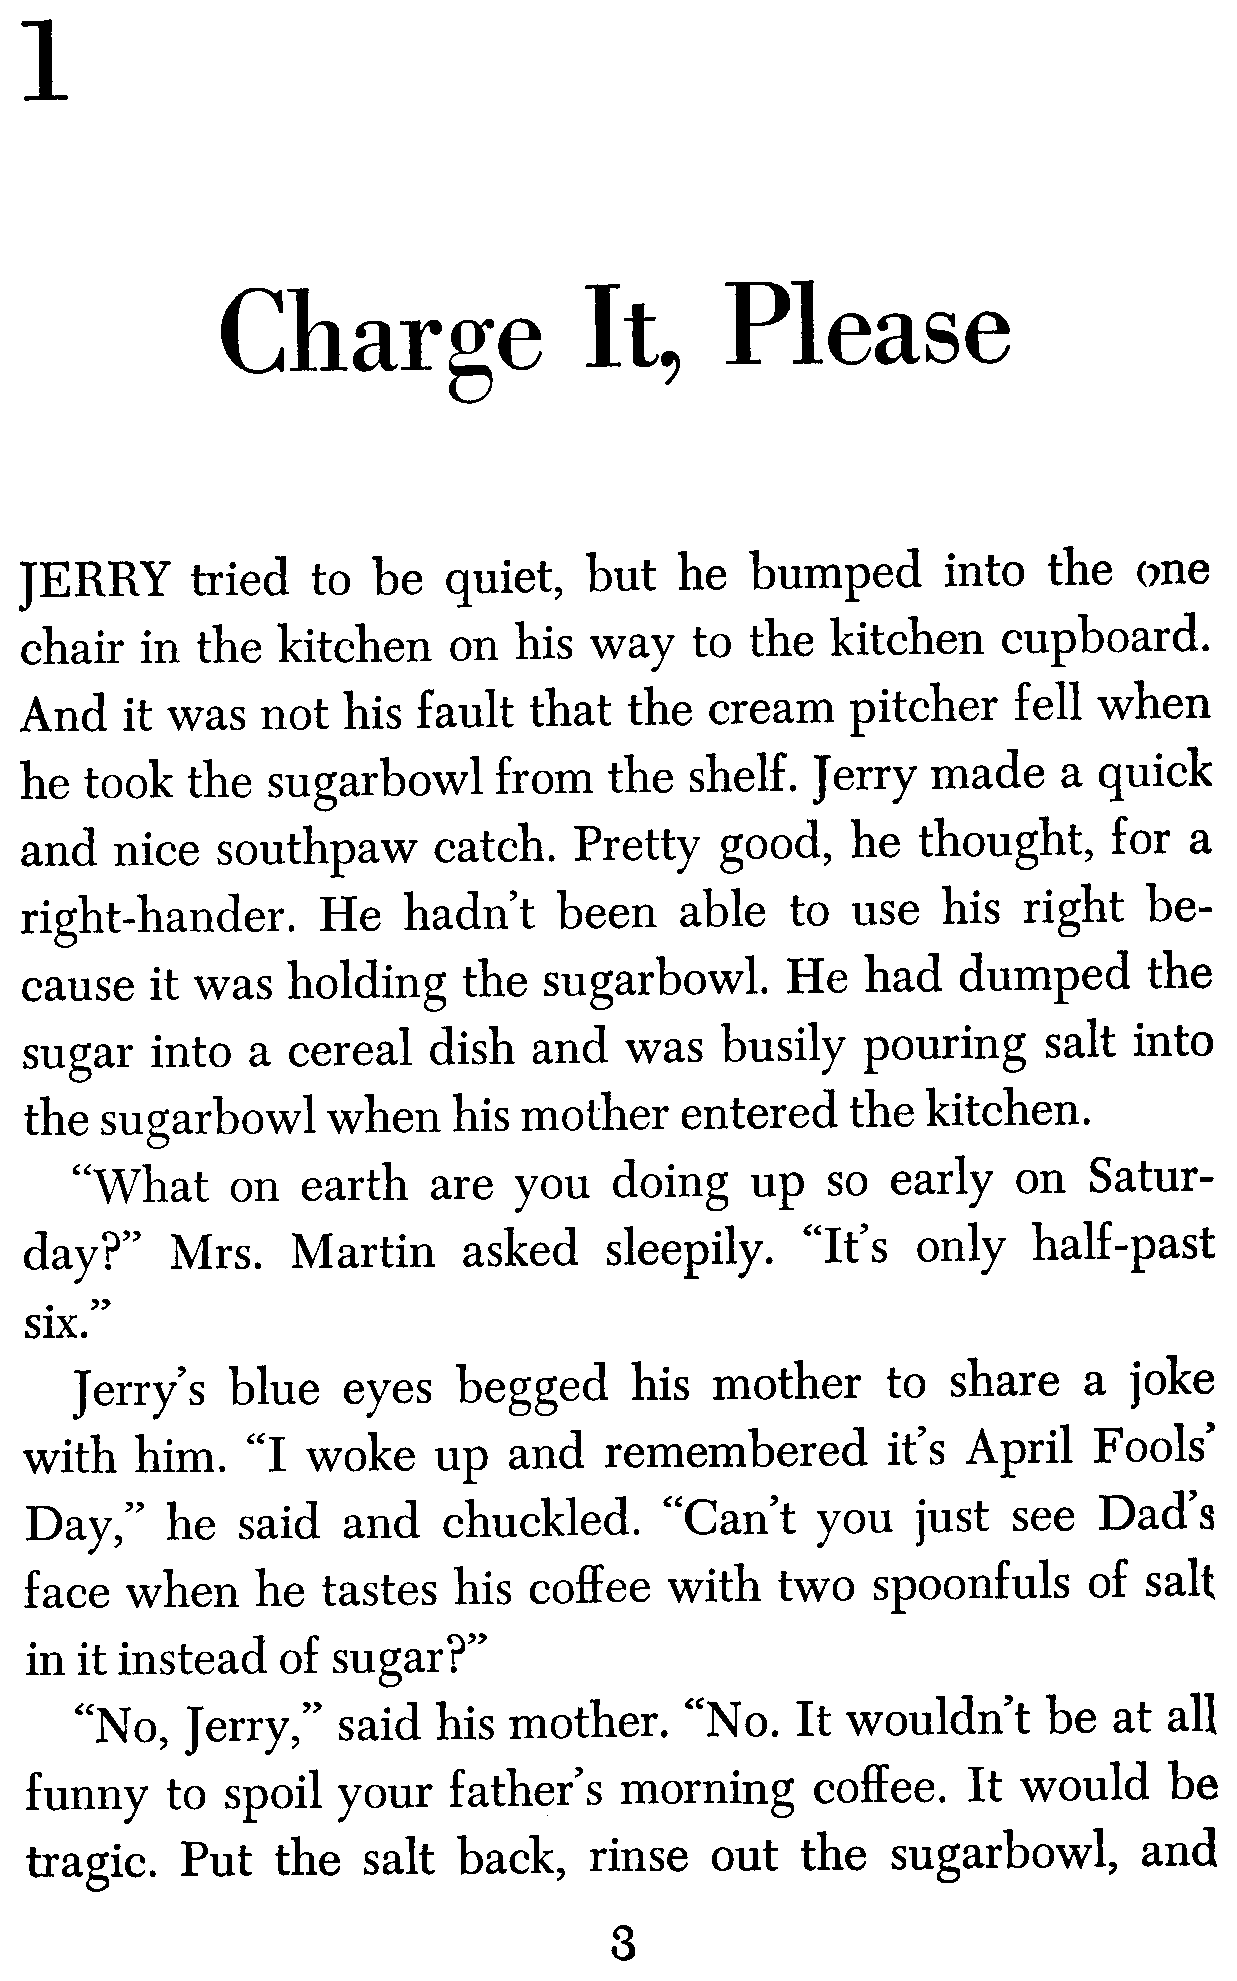 1
Charge It, Please
JERRY tried to be quiet, but he bumped into the one
chair in the kitchen on his way to the kitchen cupboard.
And it was not his fault that the cream pitcher fell when
he took the sugarbowl from the shelf. Jerry made a quick
and nice southpaw catch. Pretty good, he thought, for a
right-hander. He hadn’t been able to use his right be-
cause it was holding the sugarbowl. He had dumped the
sugar into a cereal dish and was busily pouring salt into
the sugarbowl when his mother entered the kitchen.
“What on earth are you doing up so early on Satur-
day?” Mrs. Martin asked sleepily. “It’s only half-past
six.”
Jerry’s blue eyes begged his mother to share a joke
with him. “I woke up and remembered it’s April Fools’
Day,” he said and chuckled. “Can’t you just see Dad’s
face when he tastes his coffee with two spoonfuls of salt
in it instead of sugar?”
“No, Jerry,” said his mother. “No. It wouldn’t be at all
funny to spoil your father’s morning coffee. It would be
tragic. Put the salt back, rinse out the sugarbowl, and
3